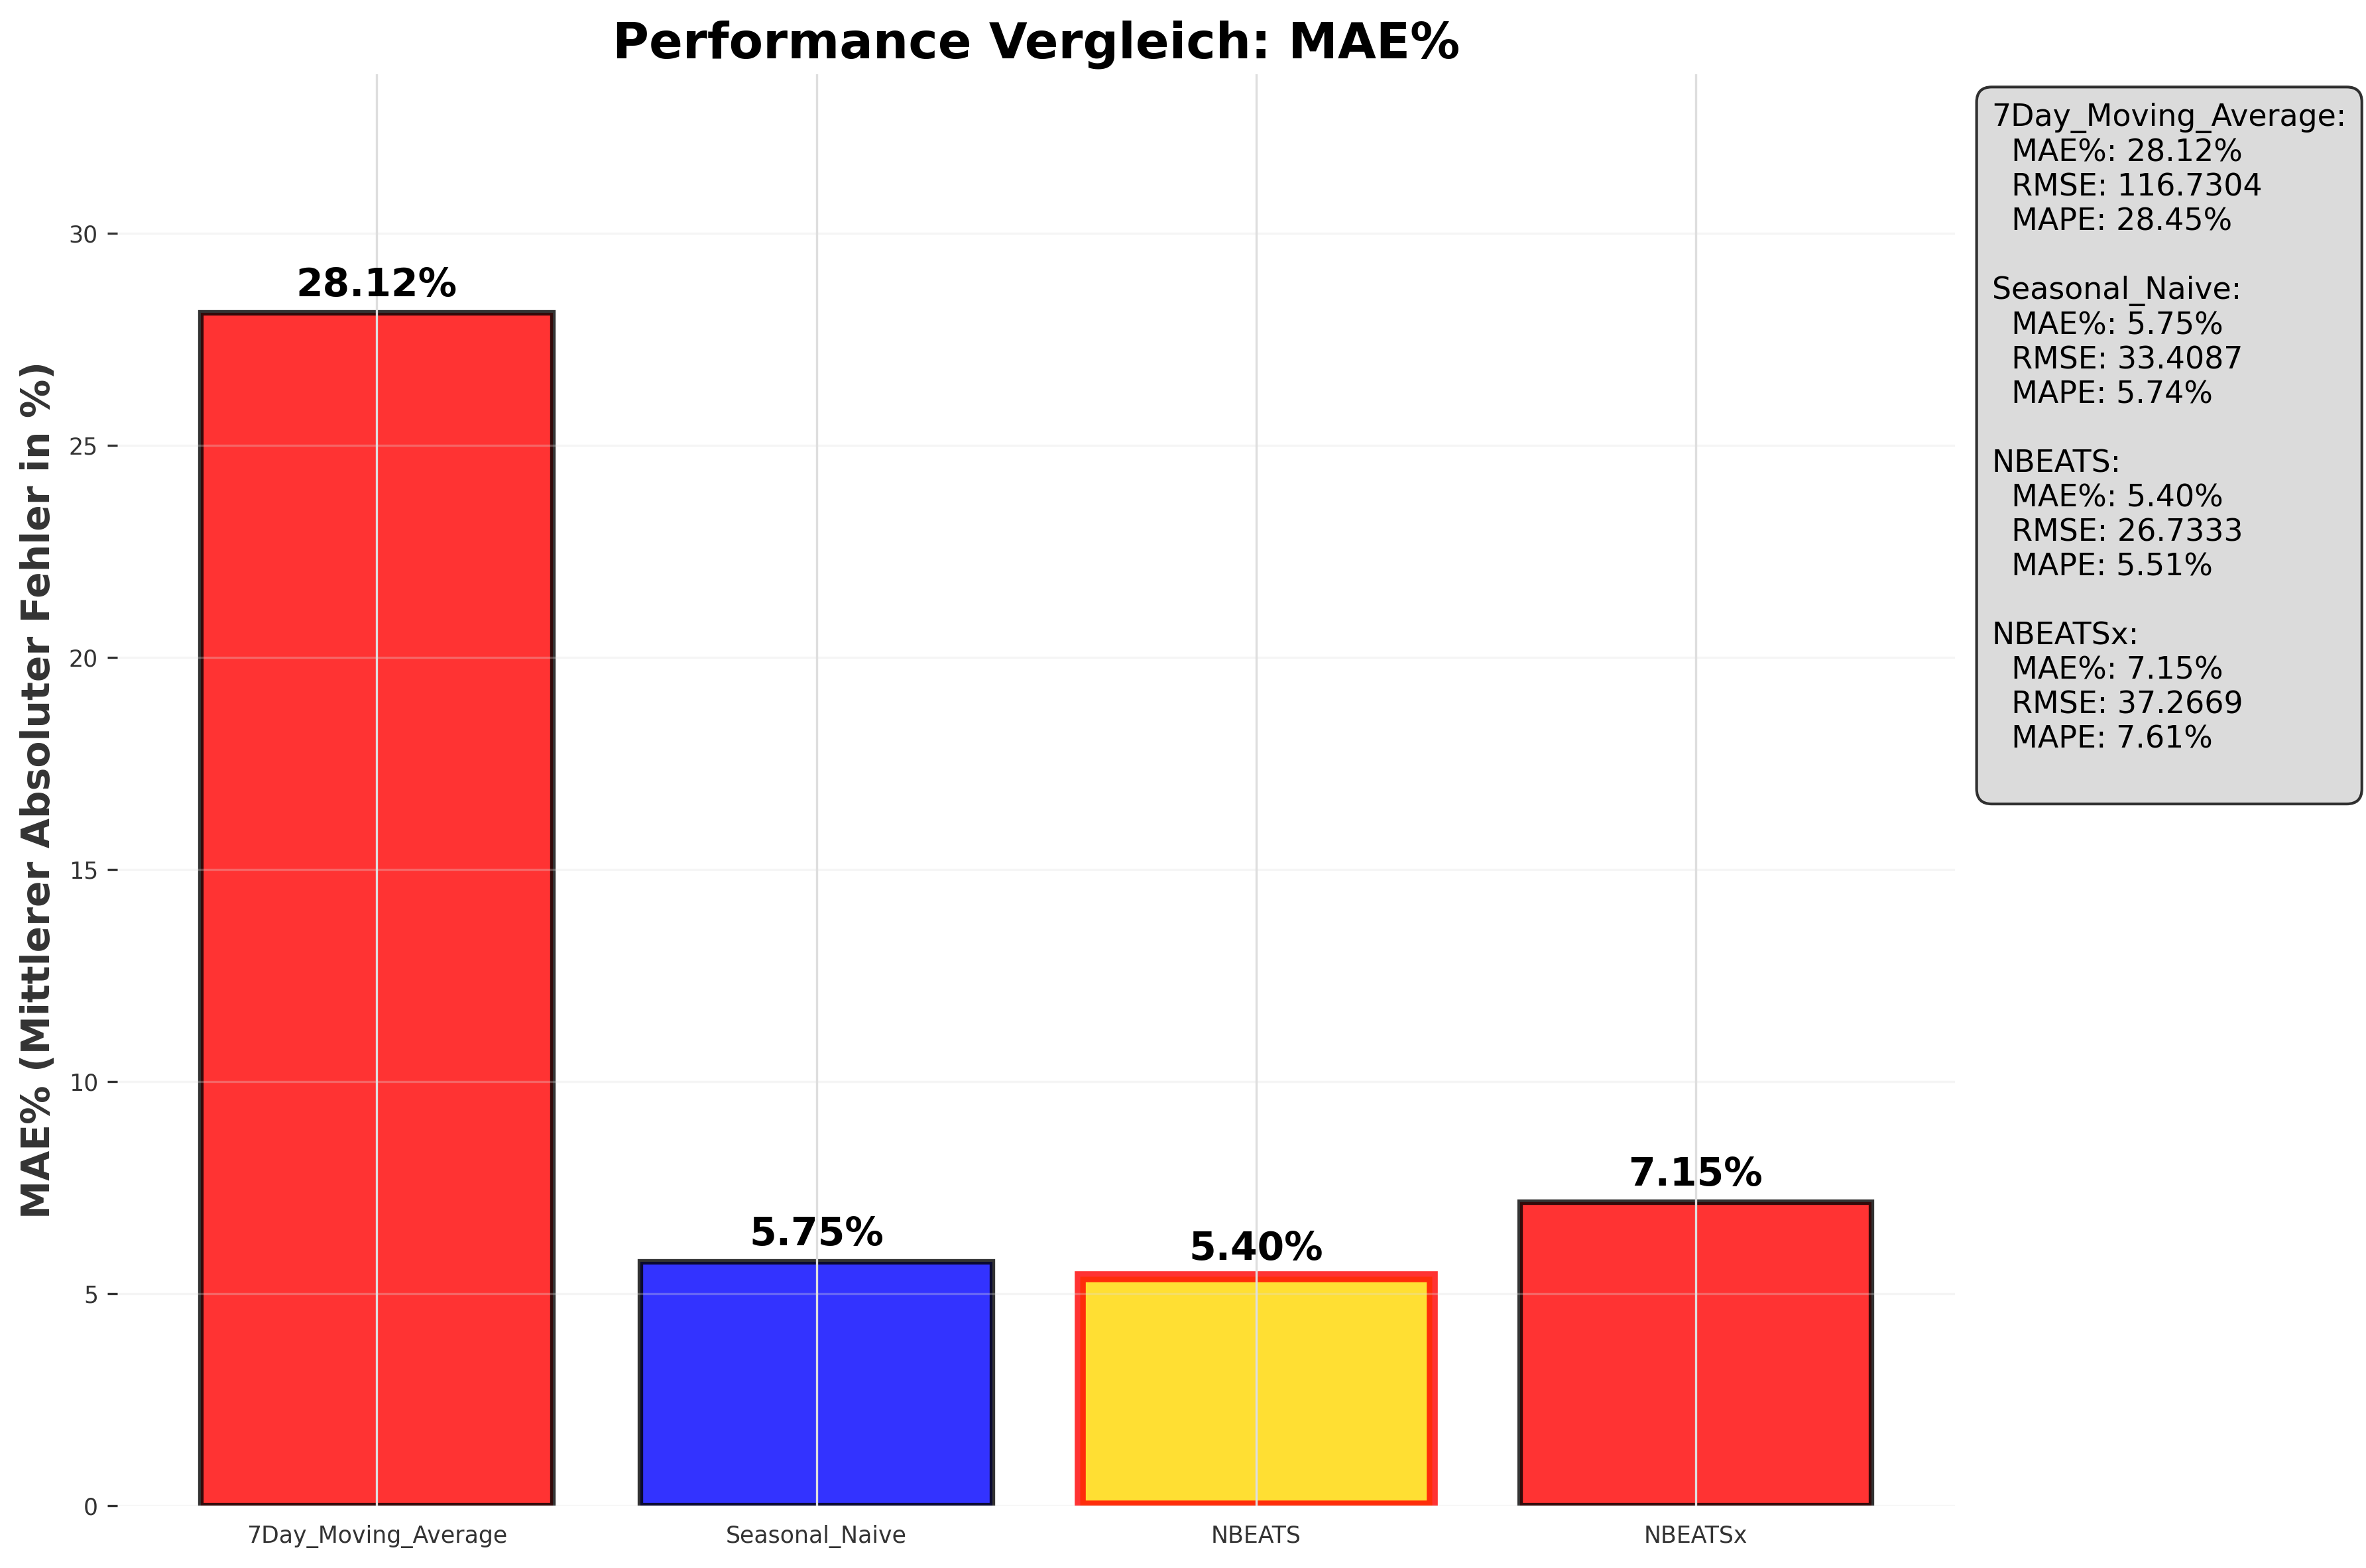 Performance Vergleich: MAE%
MAE% (Mittlerer Absoluter Fehler in %)
30
25
20
15
10
5
0
28.12%
5.75%
5.40%
7.15%
7Day_Moving_Average
Seasonal_Naive
NBEATS
NBEATSx
7Day_Moving_Average:
MAE%: 28.12%
RMSE: 116.7304
MAPE: 28.45%
Seasonal_Naive:
MAE%: 5.75%
RMSE: 33.4087
MAPE: 5.74%
NBEATS:
MAE%: 5.40%
RMSE: 26.7333
MAPE: 5.51%
NBEATSx:
MAE%: 7.15%
RMSE: 37.2669
MAPE: 7.61%